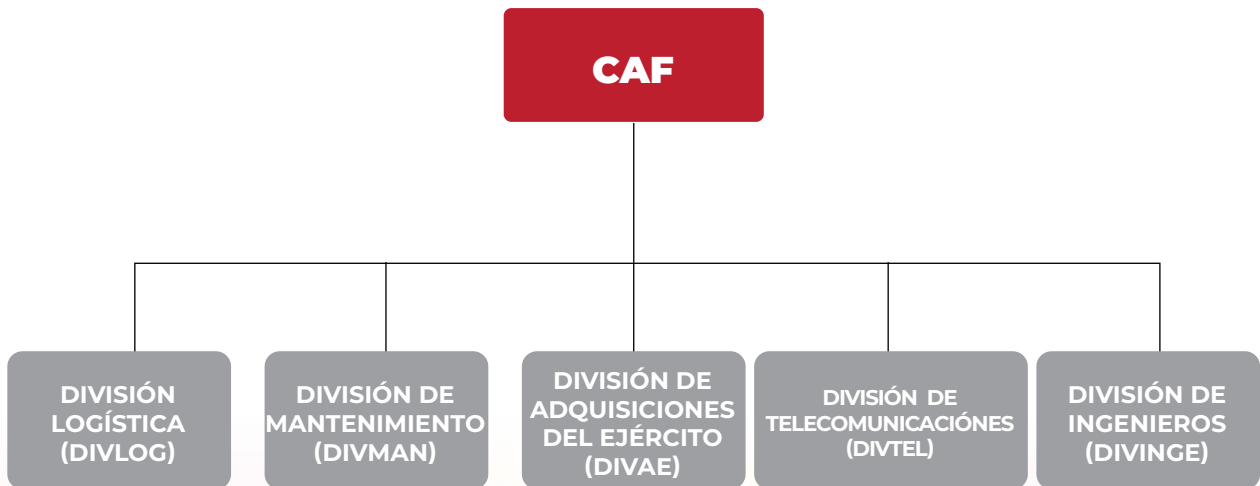 CAF
DIVISIÓN
LOGÍSTICA
(DIVLOG)
DIVISIÓN DE
MANTENIMIENTO
(DIVMAN)
DIVISIÓN DE
ADQUISICIONES
DEL EJÉRCITO
(DIVAE)
DIVISIÓN DE
TELECOMUNICACIÓNES
(DIVTEL)
DIVISIÓN DE
INGENIEROS
(DIVINGE)